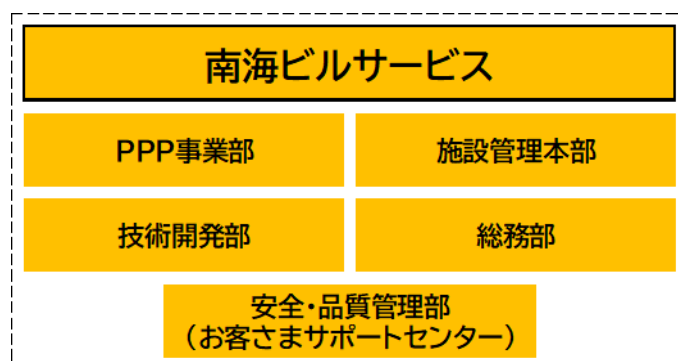 南海ビルサービス
PPP事業部
施設管理本部
技術開発部
総務部
安全・品質管理部
（お客さまサポートセンター）